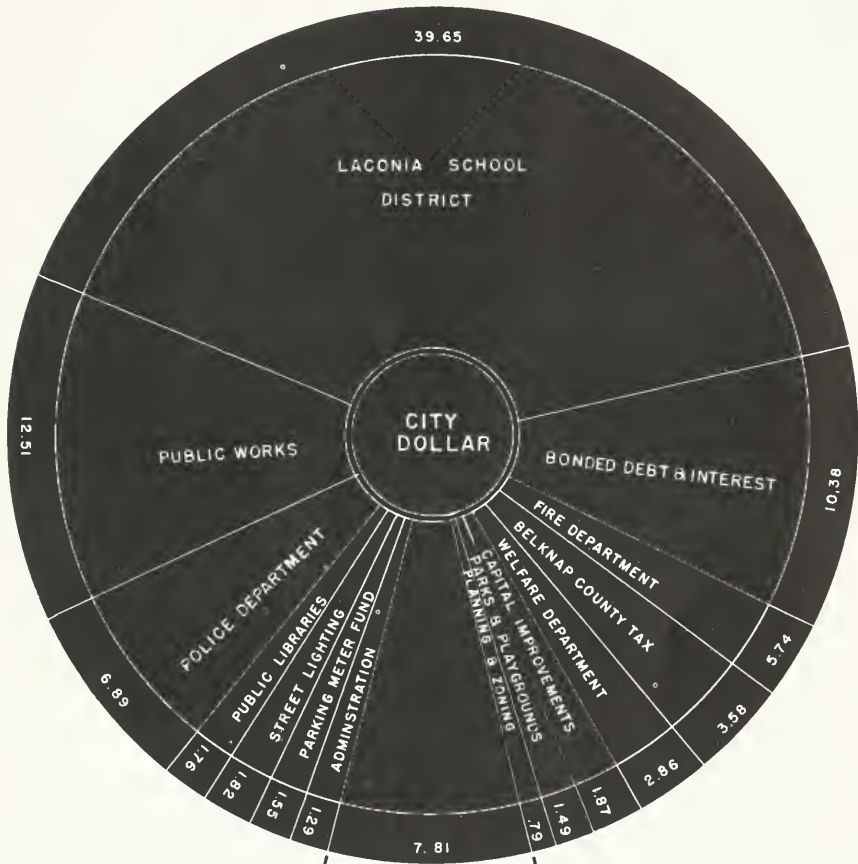 39.65
LACONIA SCHOOL
DISTRICT
CITY
DOLLAR
BONDED DEBT & INTEREST
10.38
FIRE DEPARTMENT
5.74
BELKNAP COUNTY TAX
3.58
WELFARE DEPARTMENT
2.86
CAPITAL IMPROVEMENTS
1.87
PARKS & PLAYGROUNDS
1.49
PLANNING & ZONING
.79
7.81
ADMINSTRATION
1.29
PARKING METER FUND
1.55
STREET LIGHTING
1.82
PUBLIC LIBRARIES
1.76
POLICE DEPARTMENT
6.89
PUBLIC WORKS
12.51